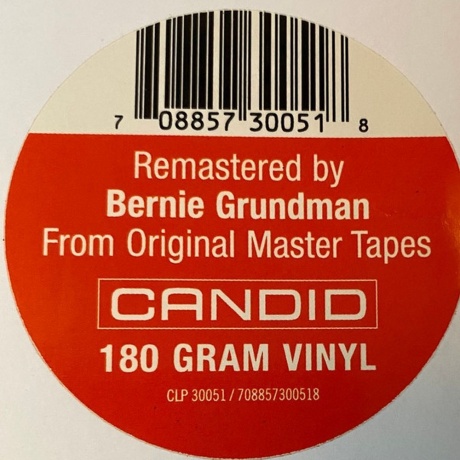 7 08857 30051 8
Remastered by
Bernie Grundman
From Original Master Tapes
CANDID
180 GRAM VINYL
CLP 30051 / 708857300518